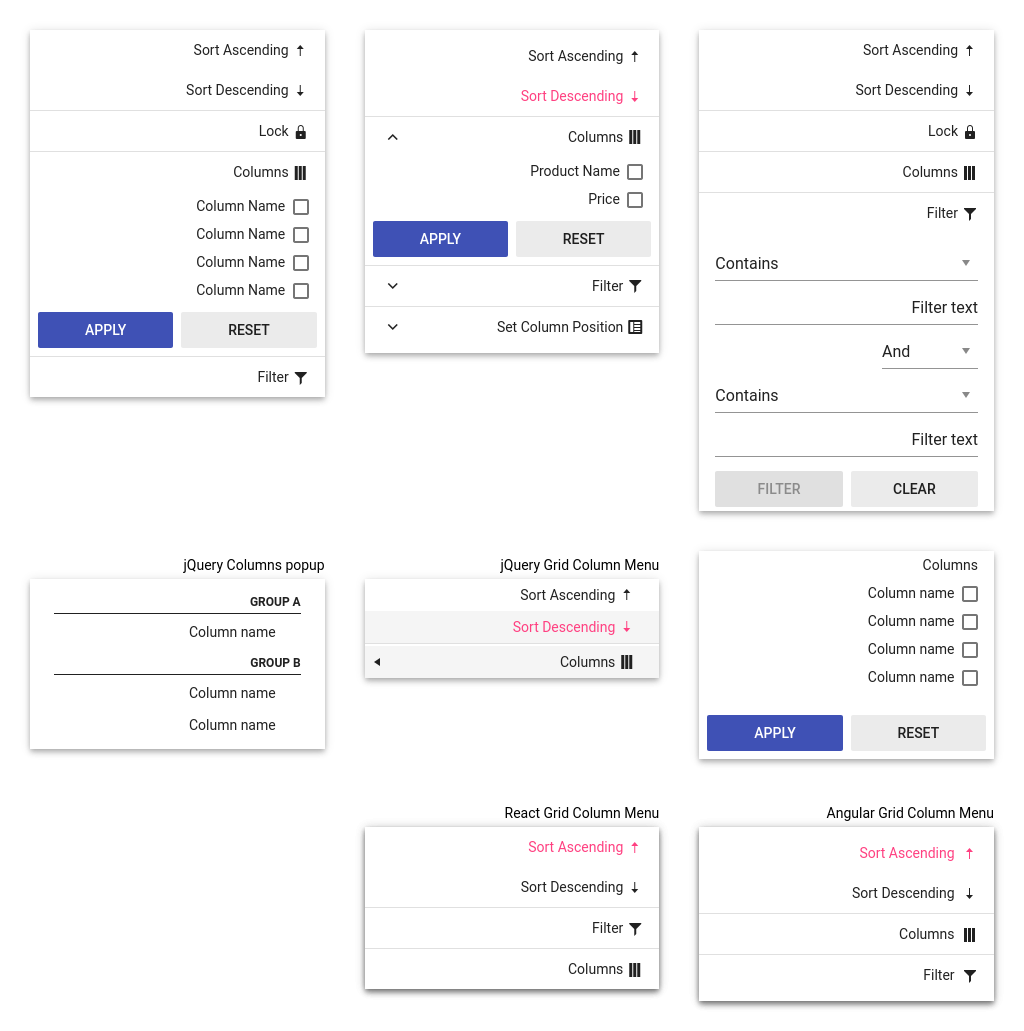 Sort Ascending
Sort Descending
Lock
Columns
Column Name
Column Name
Column Name
Column Name
APPLY RESET
Filter
Sort Ascending
Sort Descending
Columns
Product Name
Price
APPLY RESET
Filter
Set Column Position
Sort Ascending
Sort Descending
Lock
Columns
Filter
Contains
Filter text
And
Contains
Filter text
FILTER CLEAR
jQuery Columns popup
GROUP A
Column name
GROUP B
Column name
Column name
jQuery Grid Column Menu
Sort Ascending
Sort Descending
Columns
Columns
Column name
Column name
Column name
Column name
APPLY RESET
React Grid Column Menu
Sort Ascending
Sort Descending
Filter
Columns
Angular Grid Column Menu
Sort Ascending
Sort Descending
Columns
Filter